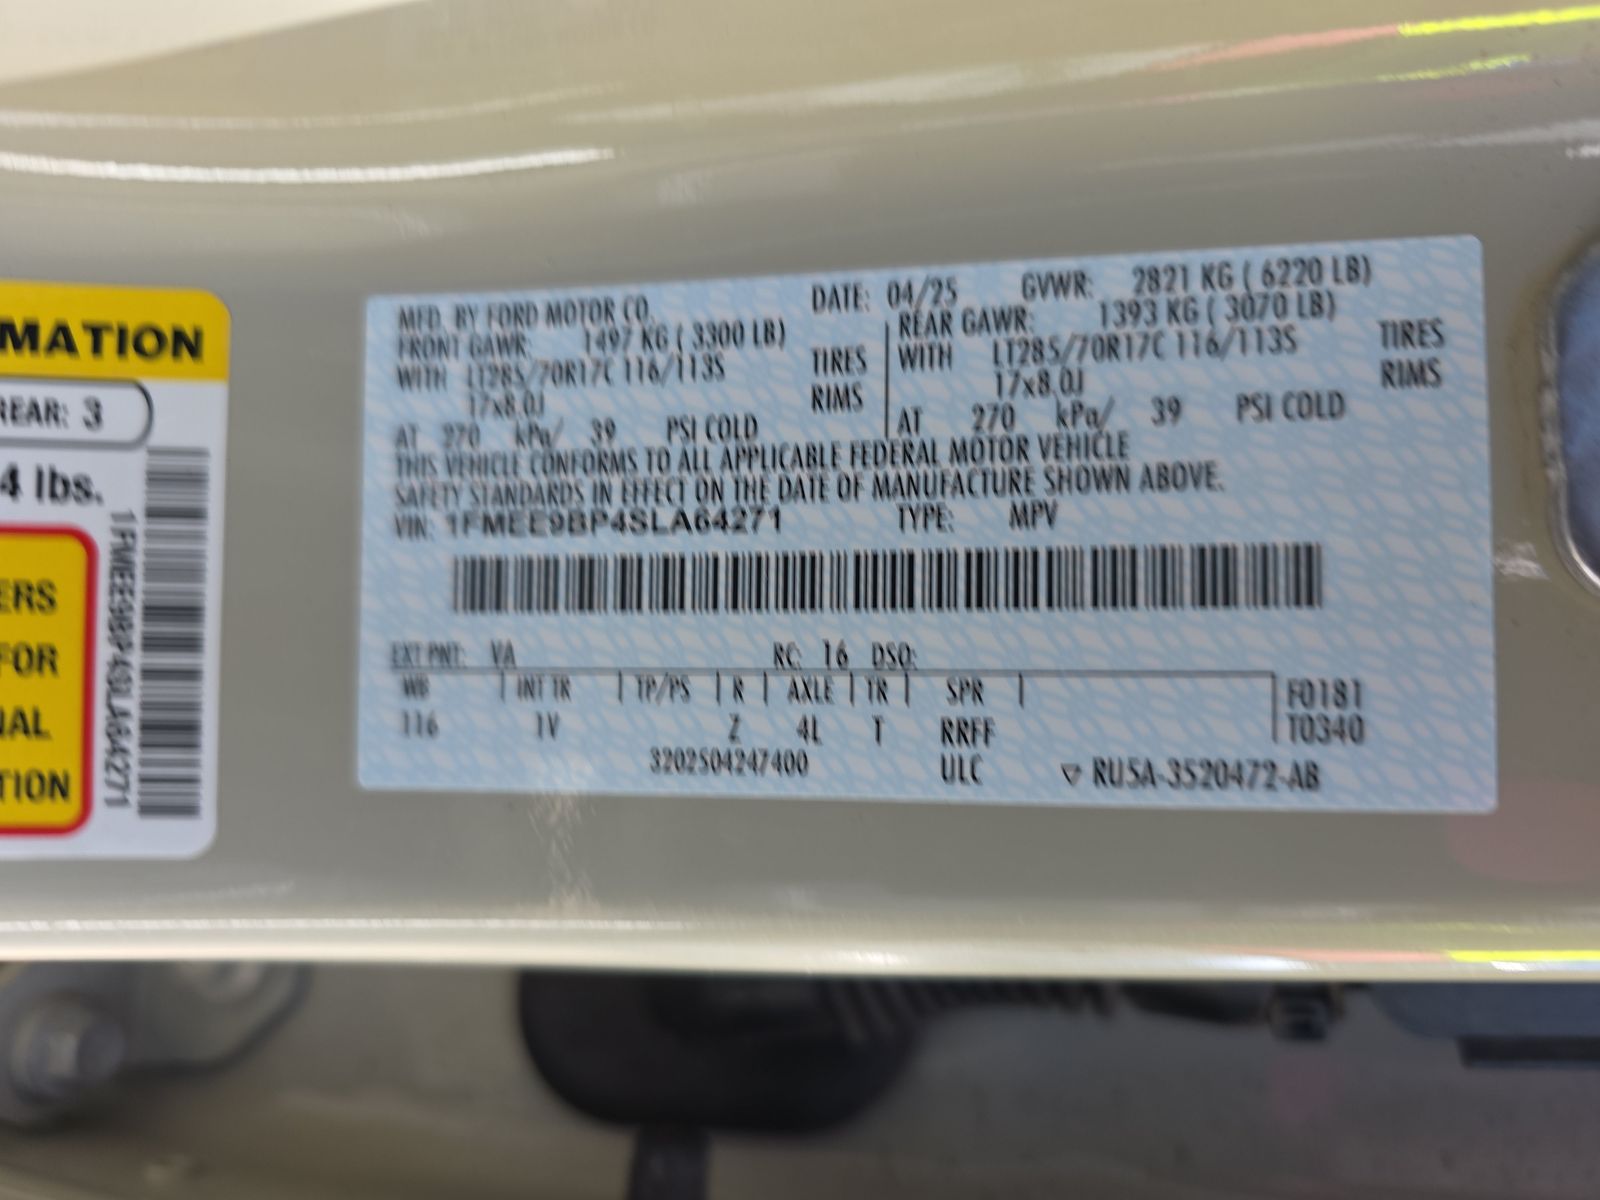 MATION
REAR: 3
4 lbs.
ERS
FOR
NAL
TION
1FMEE9BP4SLA64271
MFD. BY FORD MOTOR CO. DATE: 04/25 GVWR: 2821 KG ( 6220 LB)
FRONT GAWR: 1497 KG ( 3300 LB) REAR GAWR: 1393 KG ( 3070 LB)
WITH LT285/70R17C 116/113S TIRES WITH LT285/70R17C 116/113S TIRES
17x8.0J RIMS 17x8.0J RIMS
AT 270 kPa/ 39 PSI COLD AT 270 kPa/ 39 PSI COLD
THIS VEHICLE CONFORMS TO ALL APPLICABLE FEDERAL MOTOR VEHICLE
SAFETY STANDARDS IN EFFECT ON THE DATE OF MANUFACTURE SHOWN ABOVE.
VIN: 1FMEE9BP4SLA64271 TYPE: MPV
EXT PNT: VA RC: 16 DSO:
WB INT TR TP/PS R AXLE TR SPR F0181
116 1V Z 4L T RRFF T0340
3202504247400 ULC ▽ RU5A-3520472-AB